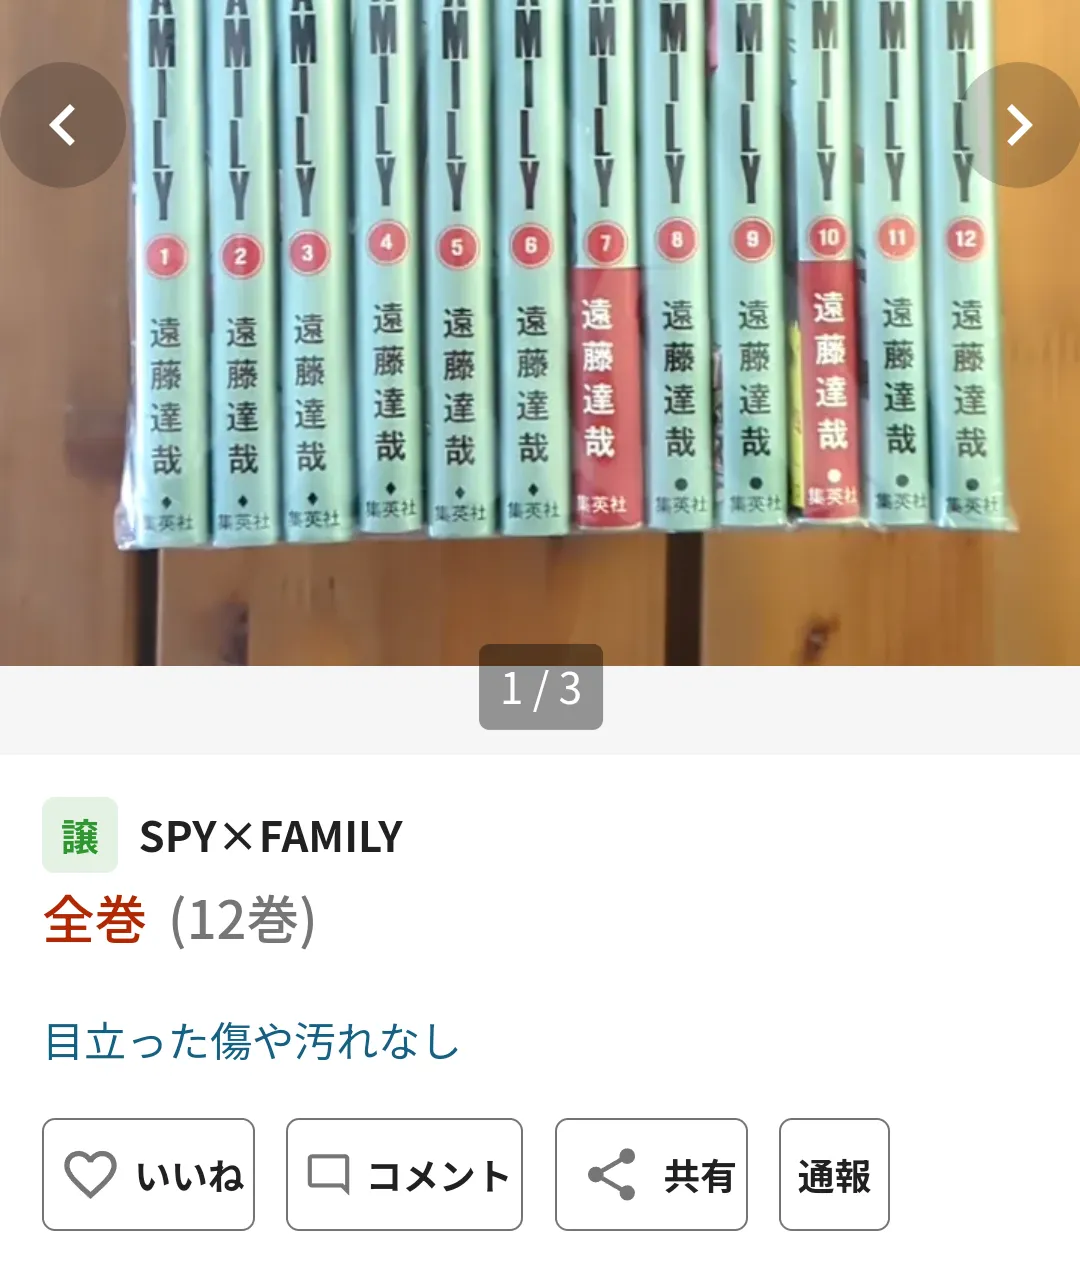 AMILY 1 遠藤達哉 集英社
AMILY 2 遠藤達哉 集英社
AMILY 3 遠藤達哉 集英社
AMILY 4 遠藤達哉 集英社
AMILY 5 遠藤達哉 集英社
AMILY 6 遠藤達哉 集英社
MILY 7 遠藤達哉 集英社
MILY 8 遠藤達哉 集英社
MILY 9 遠藤達哉 集英社
MILY 10 遠藤達哉 集英社
MILY 11 遠藤達哉 集英社
MILY 12 遠藤達哉 集英社
1 / 3
譲 SPY×FAMILY
全巻 (12巻)
目立った傷や汚れなし
いいね コメント 共有 通報